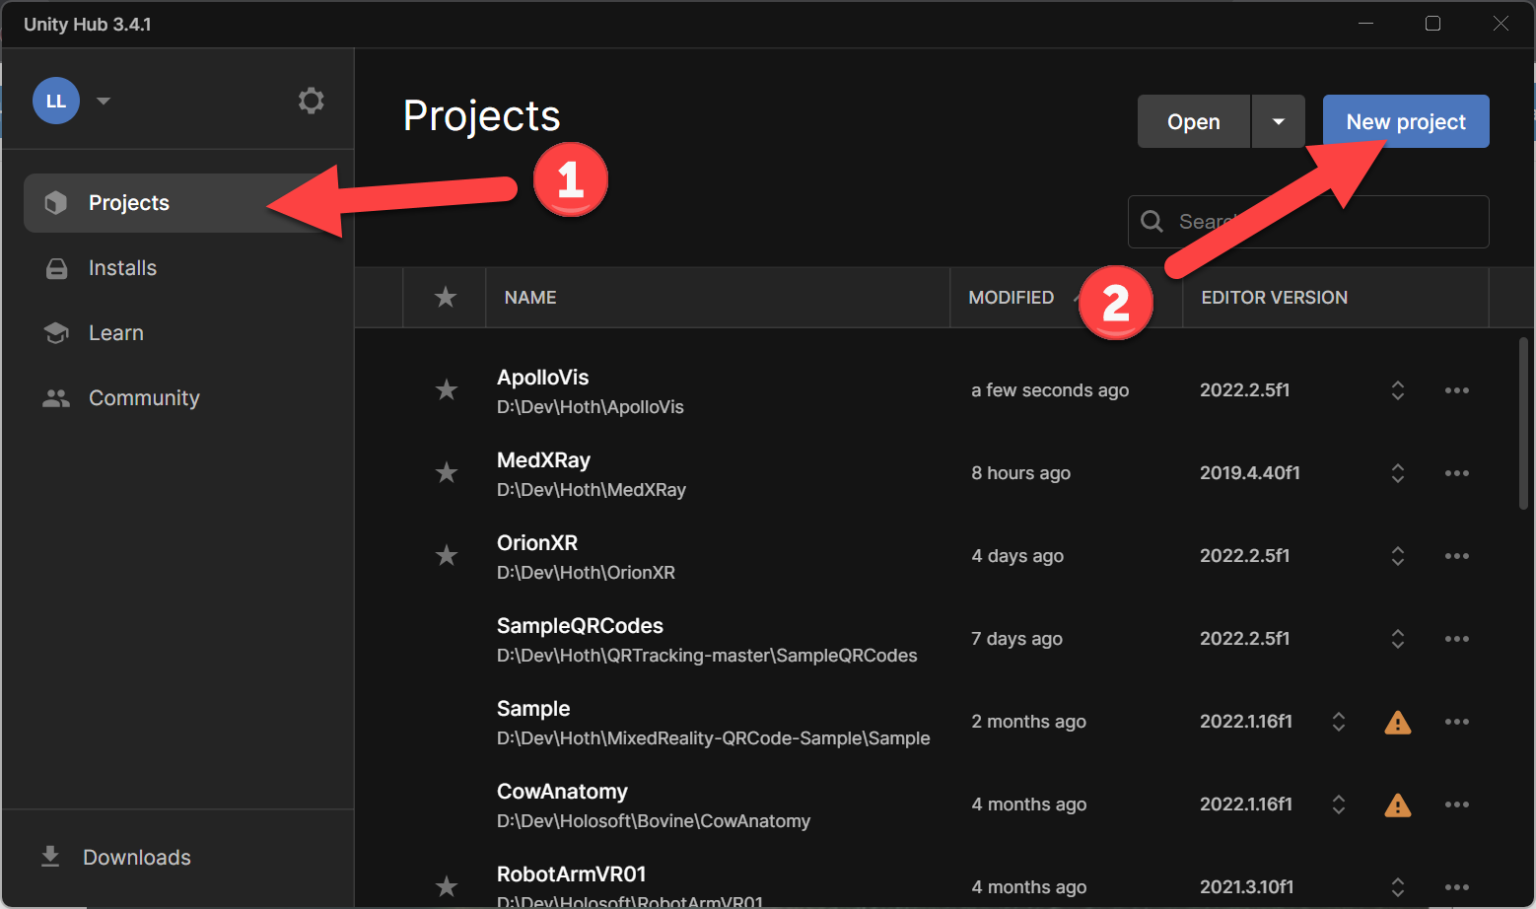 Unity Hub 3.4.1
LL
Projects
Installs
Learn
Community
Downloads
Projects
1
Open
New project
Search
2
NAME
MODIFIED
EDITOR VERSION
ApolloVis
D:\Dev\Hoth\ApolloVis
a few seconds ago
2022.2.5f1
MedXRay
D:\Dev\Hoth\MedXRay
8 hours ago
2019.4.40f1
OrionXR
D:\Dev\Hoth\OrionXR
4 days ago
2022.2.5f1
SampleQRCodes
D:\Dev\Hoth\QRTracking-master\SampleQRCodes
7 days ago
2022.2.5f1
Sample
D:\Dev\Hoth\MixedReality-QRCode-Sample\Sample
2 months ago
2022.1.16f1
CowAnatomy
D:\Dev\Holosoft\Bovine\CowAnatomy
4 months ago
2022.1.16f1
RobotArmVR01
D:\Dev\Holosoft\RobotArmVR01
4 months ago
2021.3.10f1